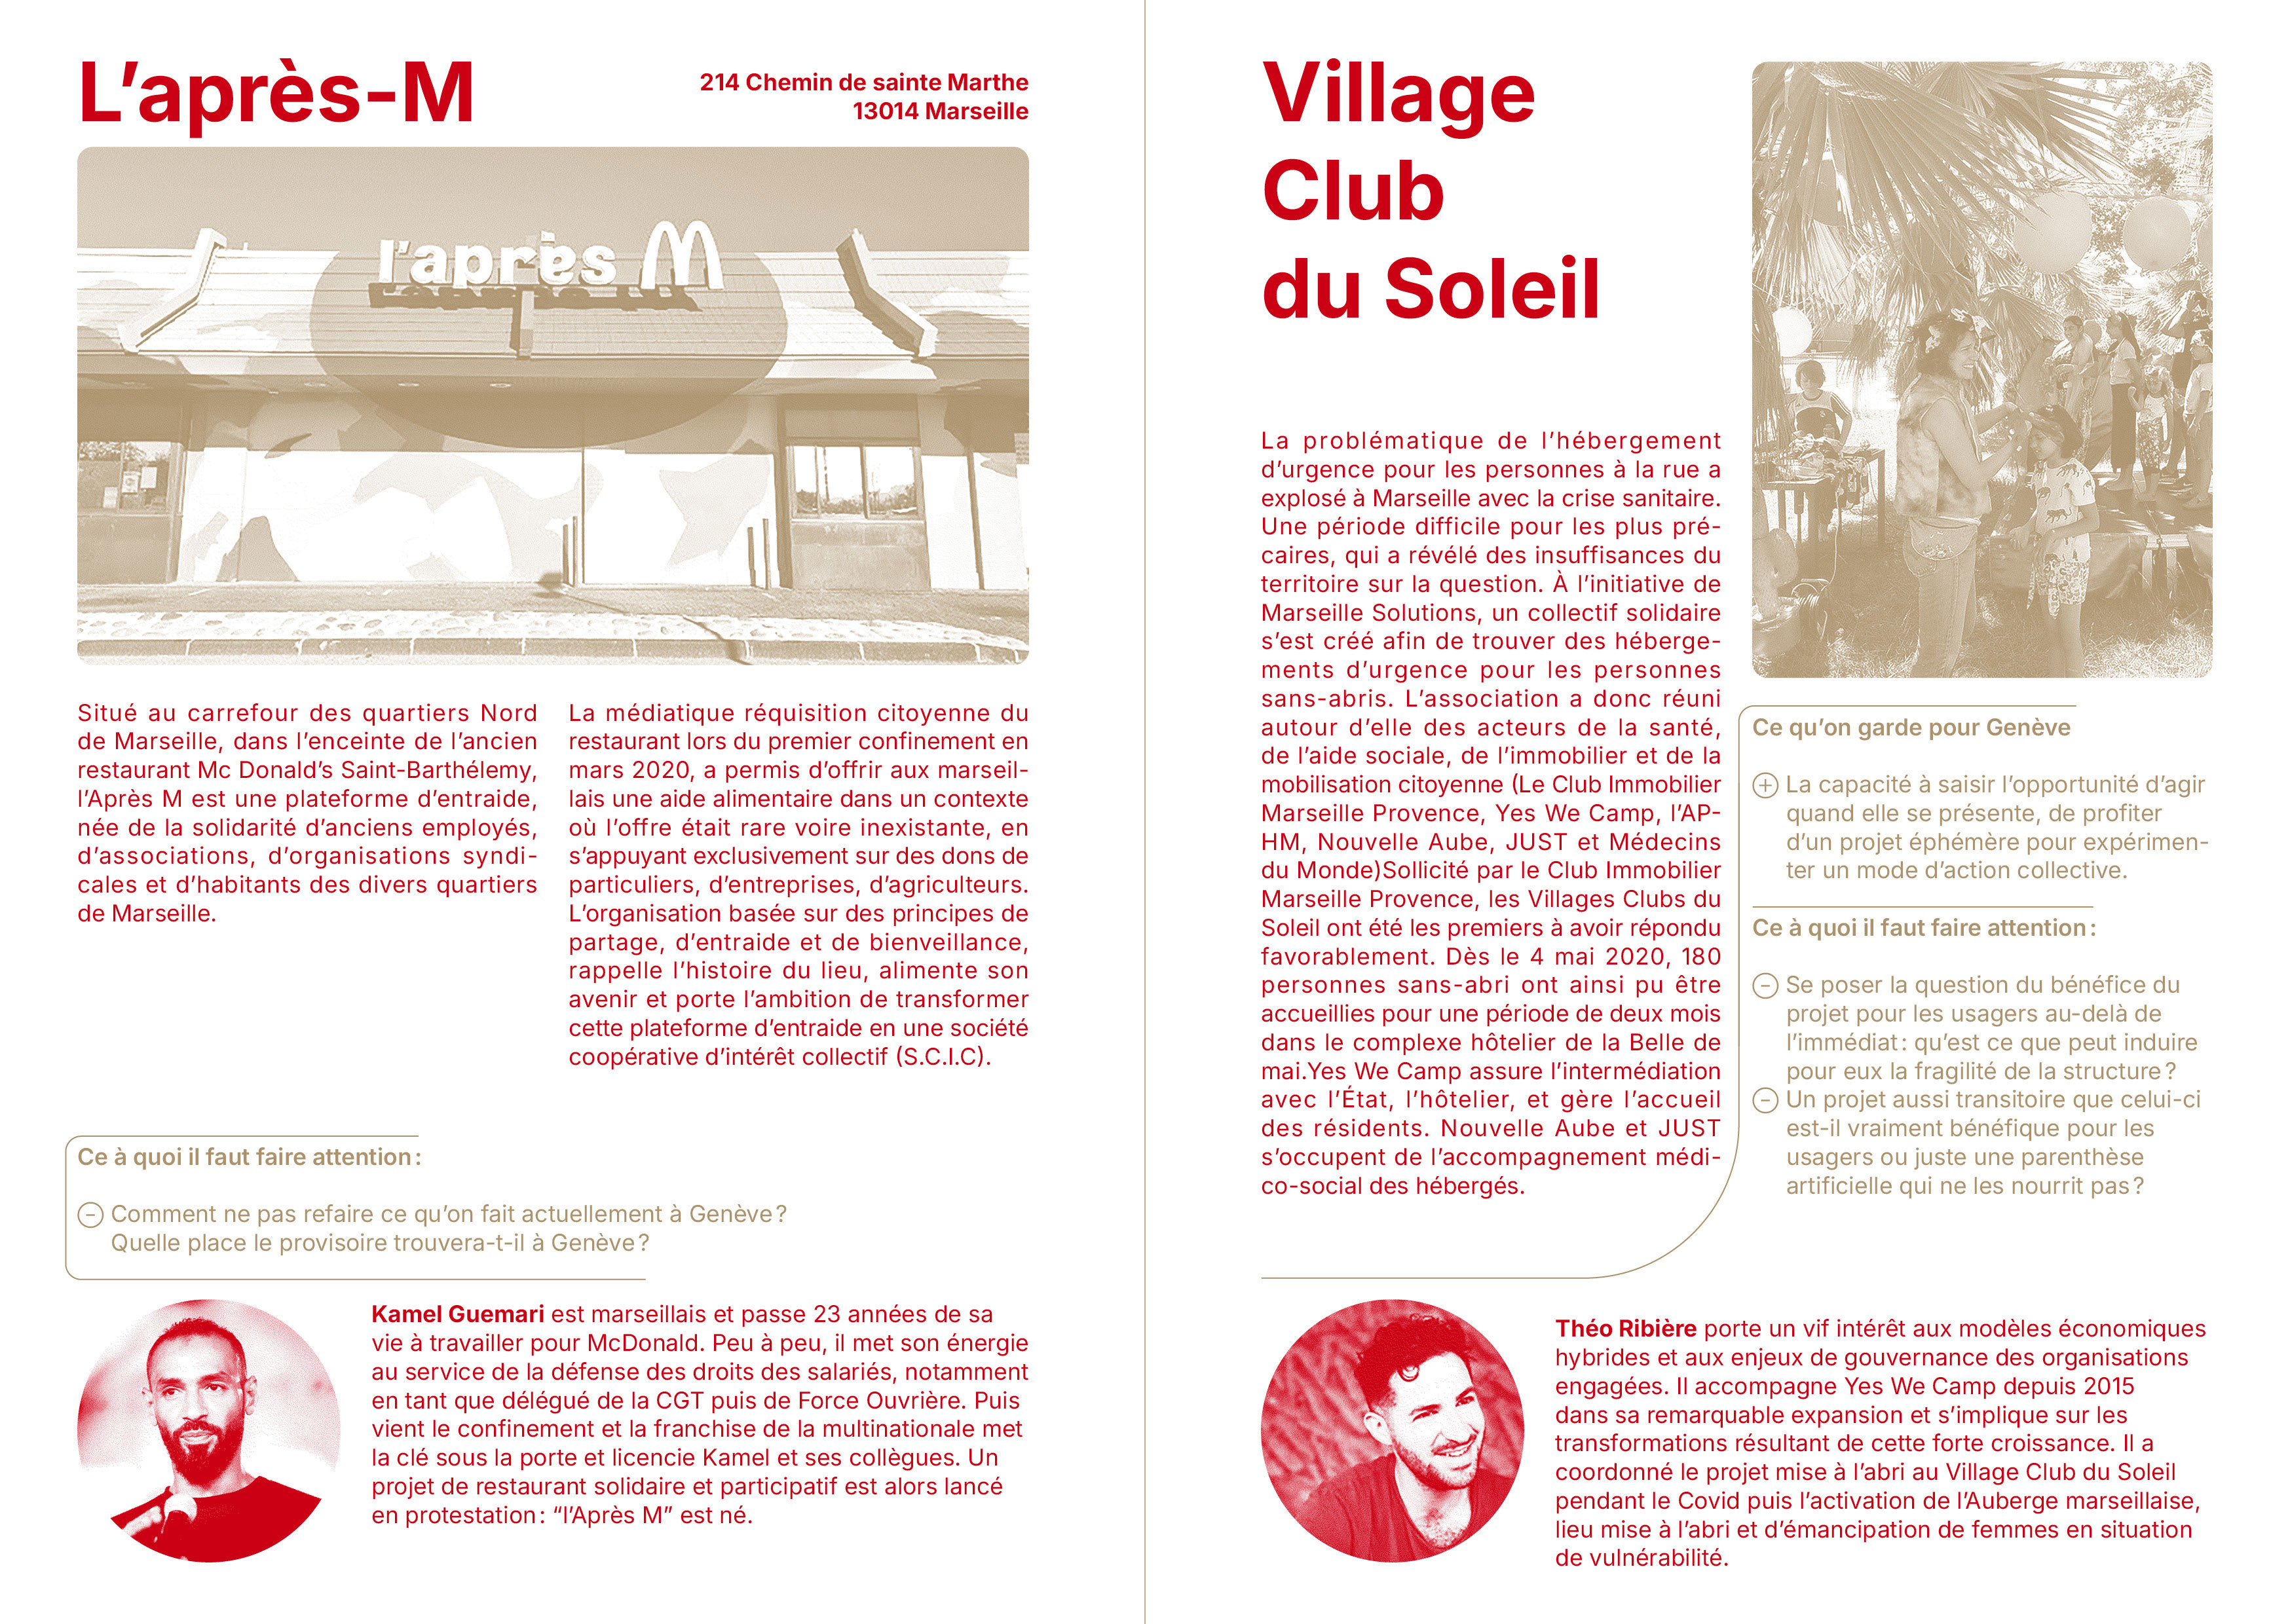 L’après-M
214 Chemin de sainte Marthe
13014 Marseille
l'après M
Situé au carrefour des quartiers Nord
de Marseille, dans l’enceinte de l’ancien
restaurant Mc Donald’s Saint-Barthélemy,
l’Après M est une plateforme d’entraide,
née de la solidarité d’anciens employés,
d’associations, d’organisations syndi-
cales et d’habitants des divers quartiers
de Marseille.
La médiatique réquisition citoyenne du
restaurant lors du premier confinement en
mars 2020, a permis d’offrir aux marseil-
lais une aide alimentaire dans un contexte
où l’offre était rare voire inexistante, en
s’appuyant exclusivement sur des dons de
particuliers, d’entreprises, d’agriculteurs.
L’organisation basée sur des principes de
partage, d’entraide et de bienveillance,
rappelle l’histoire du lieu, alimente son
avenir et porte l’ambition de transformer
cette plateforme d’entraide en une société
coopérative d’intérêt collectif (S.C.I.C).
Ce à quoi il faut faire attention :
- Comment ne pas refaire ce qu’on fait actuellement à Genève ?
Quelle place le provisoire trouvera-t-il à Genève ?
Kamel Guemari est marseillais et passe 23 années de sa
vie à travailler pour McDonald. Peu à peu, il met son énergie
au service de la défense des droits des salariés, notamment
en tant que délégué de la CGT puis de Force Ouvrière. Puis
vient le confinement et la franchise de la multinationale met
la clé sous la porte et licencie Kamel et ses collègues. Un
projet de restaurant solidaire et participatif est alors lancé
en protestation : “l’Après M” est né.
Village
Club
du Soleil
La problématique de l’hébergement
d’urgence pour les personnes à la rue a
explosé à Marseille avec la crise sanitaire.
Une période difficile pour les plus pré-
caires, qui a révélé des insuffisances du
territoire sur la question. À l’initiative de
Marseille Solutions, un collectif solidaire
s’est créé afin de trouver des héberge-
ments d’urgence pour les personnes
sans-abris. L’association a donc réuni
autour d’elle des acteurs de la santé,
de l’aide sociale, de l’immobilier et de la
mobilisation citoyenne (Le Club Immobilier
Marseille Provence, Yes We Camp, l’AP-
HM, Nouvelle Aube, JUST et Médecins
du Monde)Sollicité par le Club Immobilier
Marseille Provence, les Villages Clubs du
Soleil ont été les premiers à avoir répondu
favorablement. Dès le 4 mai 2020, 180
personnes sans-abri ont ainsi pu être
accueillies pour une période de deux mois
dans le complexe hôtelier de la Belle de
mai.Yes We Camp assure l’intermédiation
avec l’État, l’hôtelier, et gère l’accueil
des résidents. Nouvelle Aube et JUST
s’occupent de l’accompagnement médi-
co-social des hébergés.
Ce qu’on garde pour Genève
+ La capacité à saisir l’opportunité d’agir
quand elle se présente, de profiter
d’un projet éphémère pour expérimen-
ter un mode d’action collective.
Ce à quoi il faut faire attention :
- Se poser la question du bénéfice du
projet pour les usagers au-delà de
l’immédiat : qu’est ce que peut induire
pour eux la fragilité de la structure ?
- Un projet aussi transitoire que celui-ci
est-il vraiment bénéfique pour les
usagers ou juste une parenthèse
artificielle qui ne les nourrit pas ?
Théo Ribière porte un vif intérêt aux modèles économiques
hybrides et aux enjeux de gouvernance des organisations
engagées. Il accompagne Yes We Camp depuis 2015
dans sa remarquable expansion et s’implique sur les
transformations résultant de cette forte croissance. Il a
coordonné le projet mise à l’abri au Village Club du Soleil
pendant le Covid puis l’activation de l’Auberge marseillaise,
lieu mise à l’abri et d’émancipation de femmes en situation
de vulnérabilité.